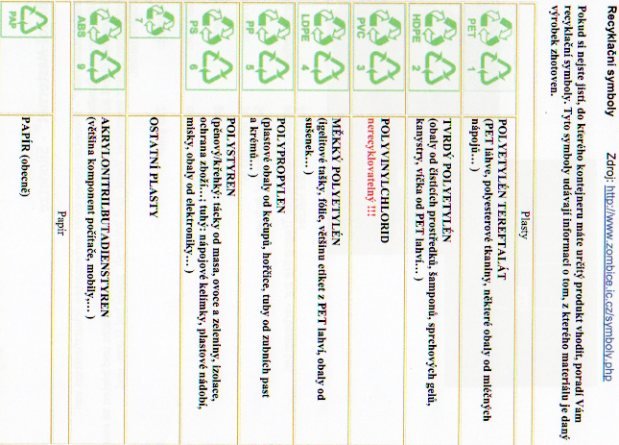 Recyklační symboly Zdroj: http://www.zombice.ic.cz/symboly.php
Pokud si nejste jistí, do kterého kontejneru máte určitý produkt vhodit, poradí Vám
recyklační symboly. Tyto symboly udávají informaci o tom, z kterého materiálu je daný
výrobek zhotoven.
Plasty
PET 1
POLYETYLÉN TEREFTALÁT
(PET láhve, polyesterové tkaniny, některé obaly od mléčných
nápojů… )
HDPE 2
TVRDÝ POLYETYLÉN
(obaly od čistících prostředků, šamponů, sprchových gelů,
kanystry, víčka od PET lahví… )
PVC 3
POLYVINYLCHLORID
nerecyklovatelný !!!
LDPE 4
MĚKKÝ POLYETYLÉN
(igelitové tašky, fólie, většinu etiket z PET lahví, obaly od
sušenek… )
PP 5
POLYPROPYLEN
(plastové obaly od kečupů, hořčice, tuby od zubních past
a krémů… )
PS 6
POLYSTYREN
(pěnový/křehký: tácky od masa, ovoce a zeleniny, izolace,
ochrana zboží…; tuhý: nápojové kelímky, plastové nádobí,
misky, obaly od elektroniky… )
7
OSTATNÍ PLASTY
ABS 9
AKRYLONITRILBUTADIENSTYREN
(většina komponent počítače, mobily,… )
Papír
PAP
PAPÍR (obecně)